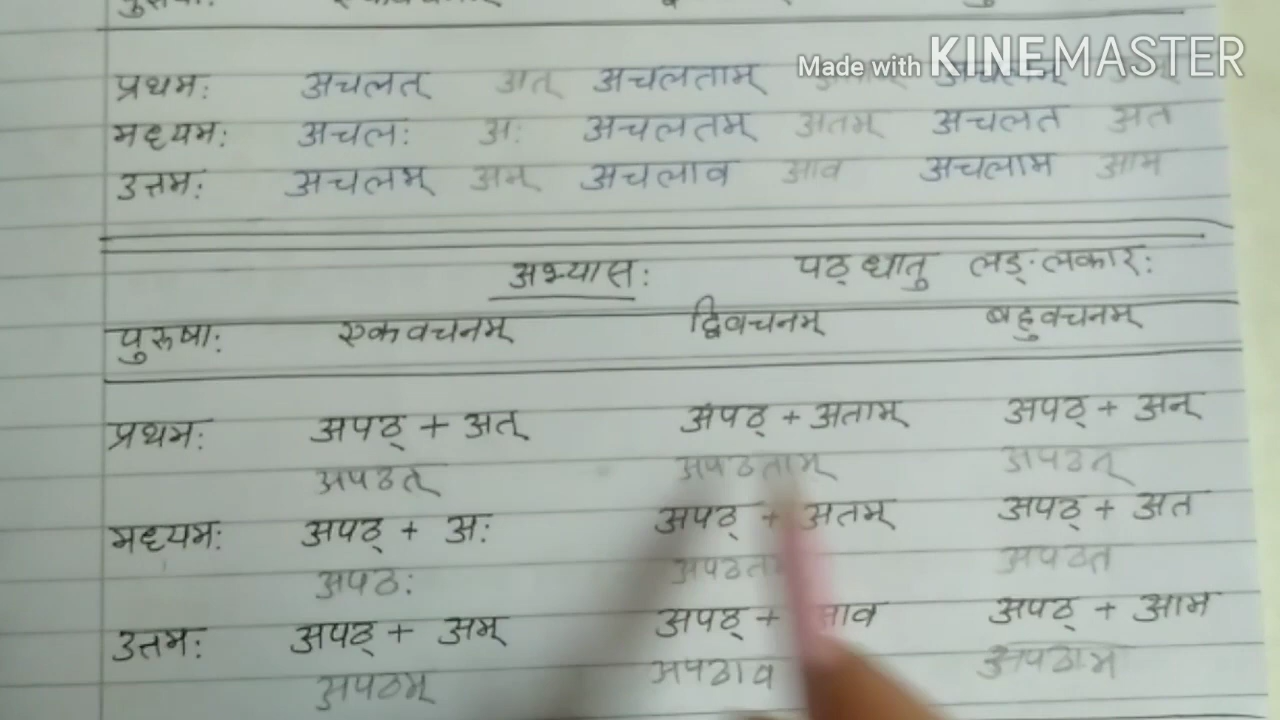 Made with KINEMASTER
प्रथमः अचलत् अत् अचलताम्
मध्यमः अचलः अः अचलतम् अतम् अचलत अत
उत्तमः अचलम् अम् अचलाव आव अचलाम आम
अभ्यासः पठ् धातु लङ्.लकारः
पुरुषाः एकवचनम् द्विवचनम् बहुवचनम्
प्रथमः अपठ् + अत् अपठ् + अताम् अपठ् + अन्
अपठत् अपठताम् अपठन्
मध्यमः अपठ् + अः अपठ् + अतम् अपठ् + अत
अपठः अपठत
उत्तमः अपठ् + अम् अपठ् + अपठ् + आम
अपठम् अपठाव अपठाम